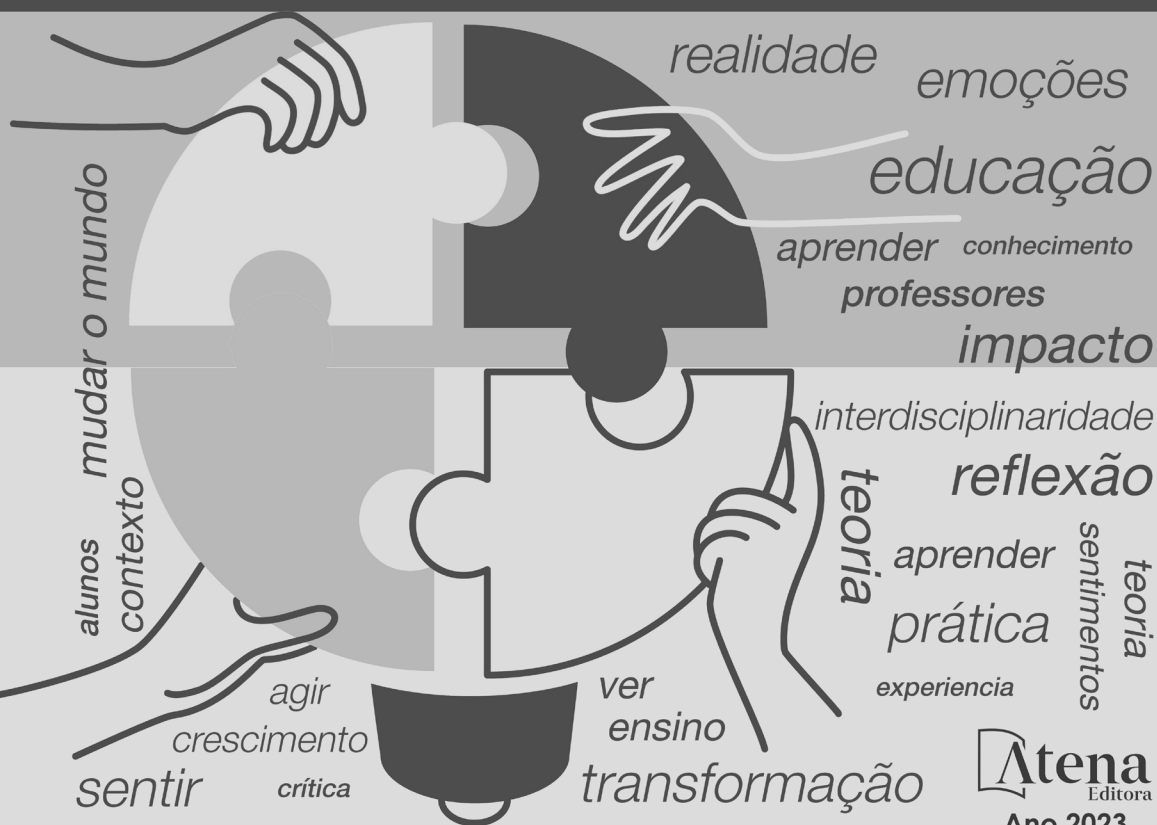 realidade
emoções
educação
aprender
conhecimento
professores
impacto
interdisciplinaridade
reflexão
mudar o mundo
contexto
alunos
teoria
aprender
sentimentos
teoria
prática
experiencia
agir
crescimento
sentir
crítica
ver
ensino
transformação
Atena
Editora
Ano 2023